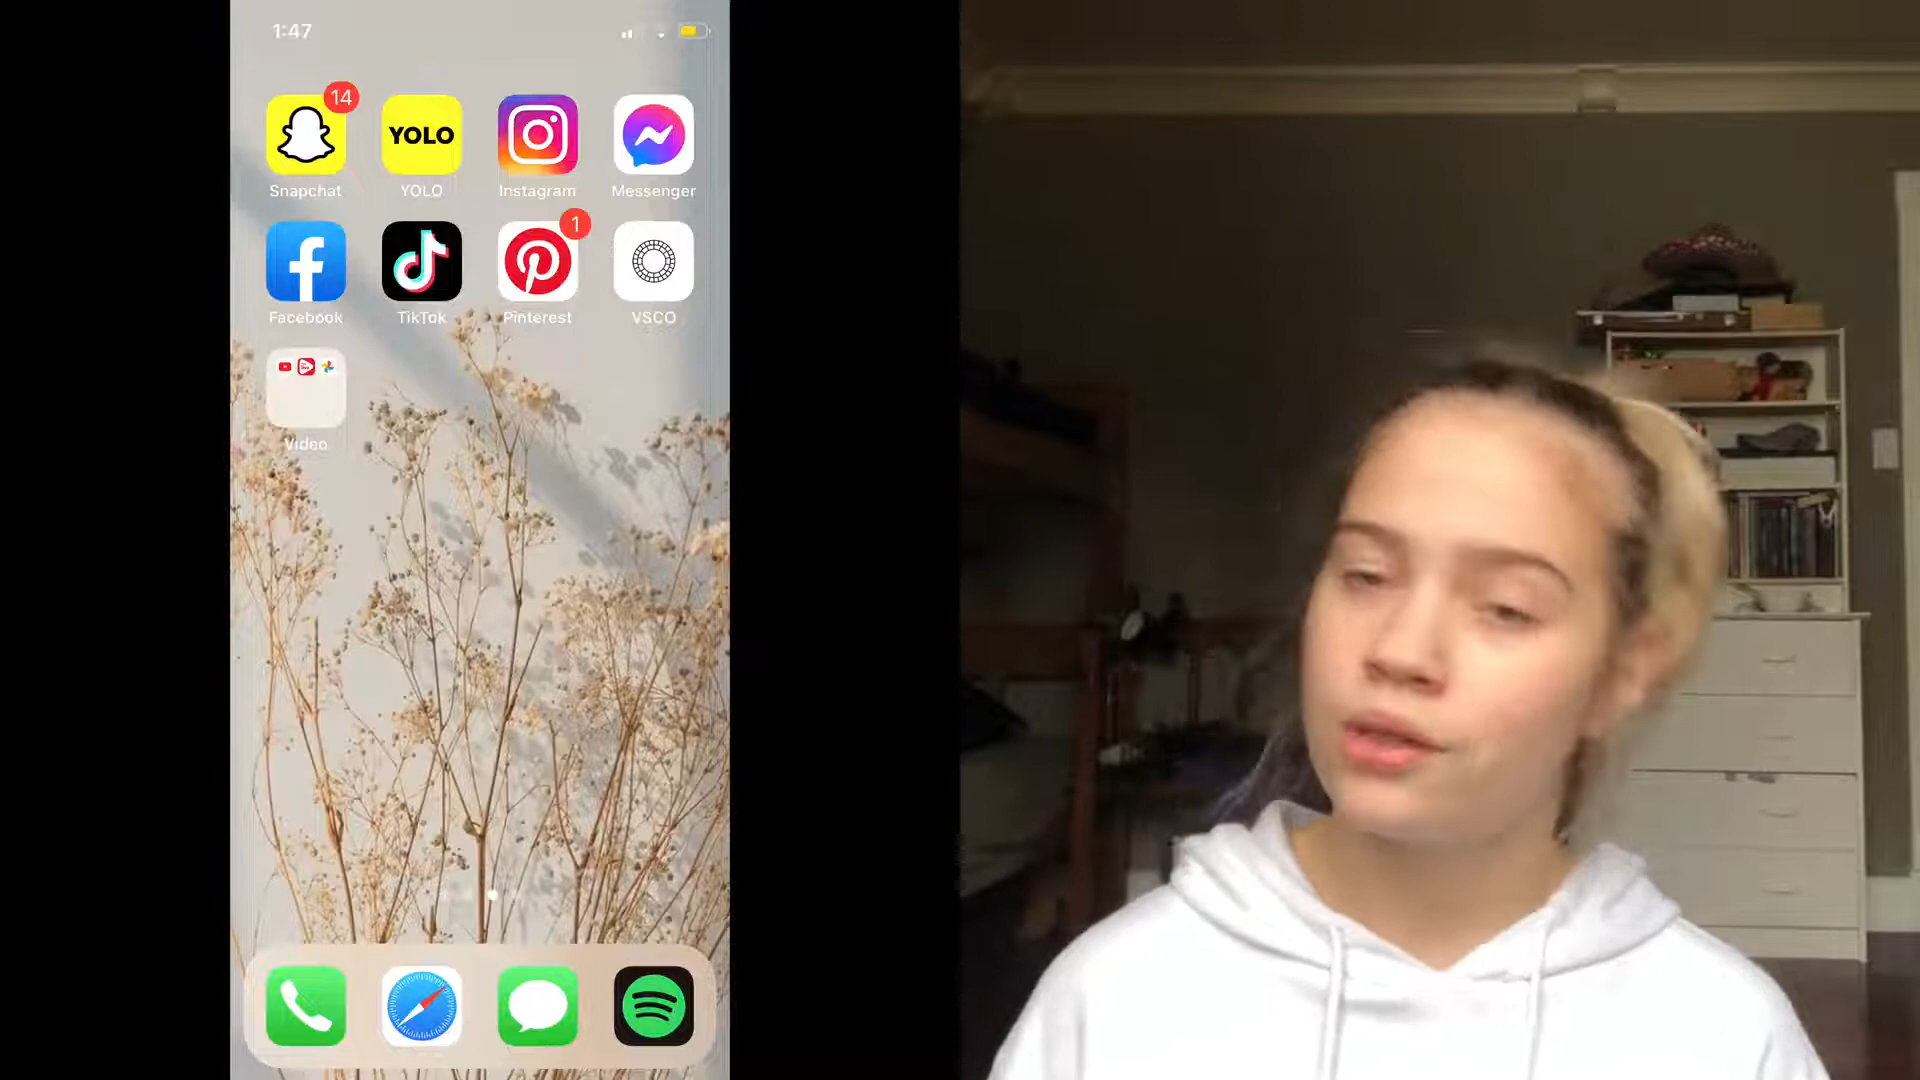 1:47
14
YOLO
Snapchat YOLO Instagram Messenger
1
Facebook TikTok Pinterest VSCO
Video